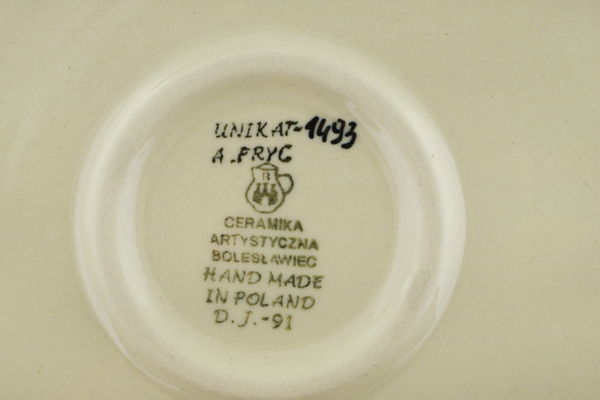 UNIKAT-1493
A.FRYC
B
CERAMIKA
ARTYSTYCZNA
BOLESŁAWIEC
HAND MADE
IN POLAND
D.J.-91